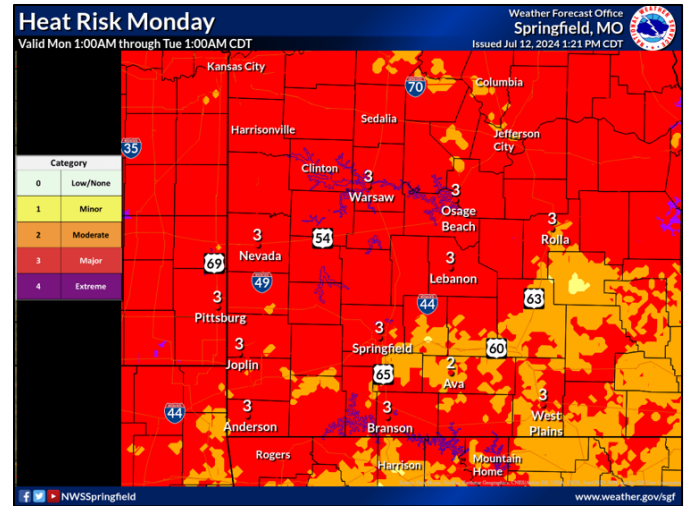 Heat Risk Monday
Valid Mon 1:00AM through Tue 1:00AM CDT
Weather Forecast Office
Springfield, MO
Issued Jul 12, 2024 1:21 PM CDT
Kansas City
70
Columbia
Sedalia
Harrisonville
Jefferson
City
35
Category
0 Low/None
1 Minor
2 Moderate
3 Major
4 Extreme
Clinton
3
Warsaw
3
Osage
Beach
3
Rolla
3
Nevada
54
69
49
3
Lebanon
3
Pittsburg
44
63
3
Springfield
60
3
Joplin
65
2
Ava
44
3
Anderson
3
Branson
3
West
Plains
Rogers
Harrison
Mountain
Home
NWSSpringfield
www.weather.gov/sgf